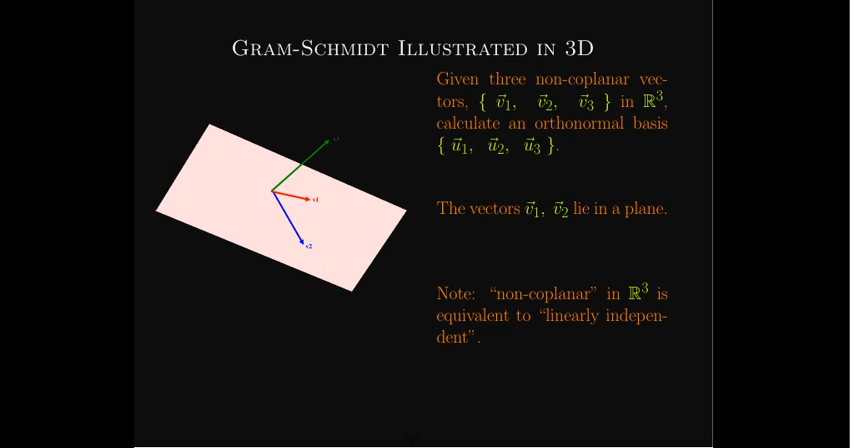 GRAM-SCHMIDT ILLUSTRATED IN 3D
Given three non-coplanar vec-
tors, { v⃗1, v⃗2, v⃗3 } in ℝ³,
calculate an orthonormal basis
{ u⃗1, u⃗2, u⃗3 }.
The vectors v⃗1, v⃗2 lie in a plane.
Note: “non-coplanar” in ℝ³ is
equivalent to “linearly indepen-
dent”.
v1
v2